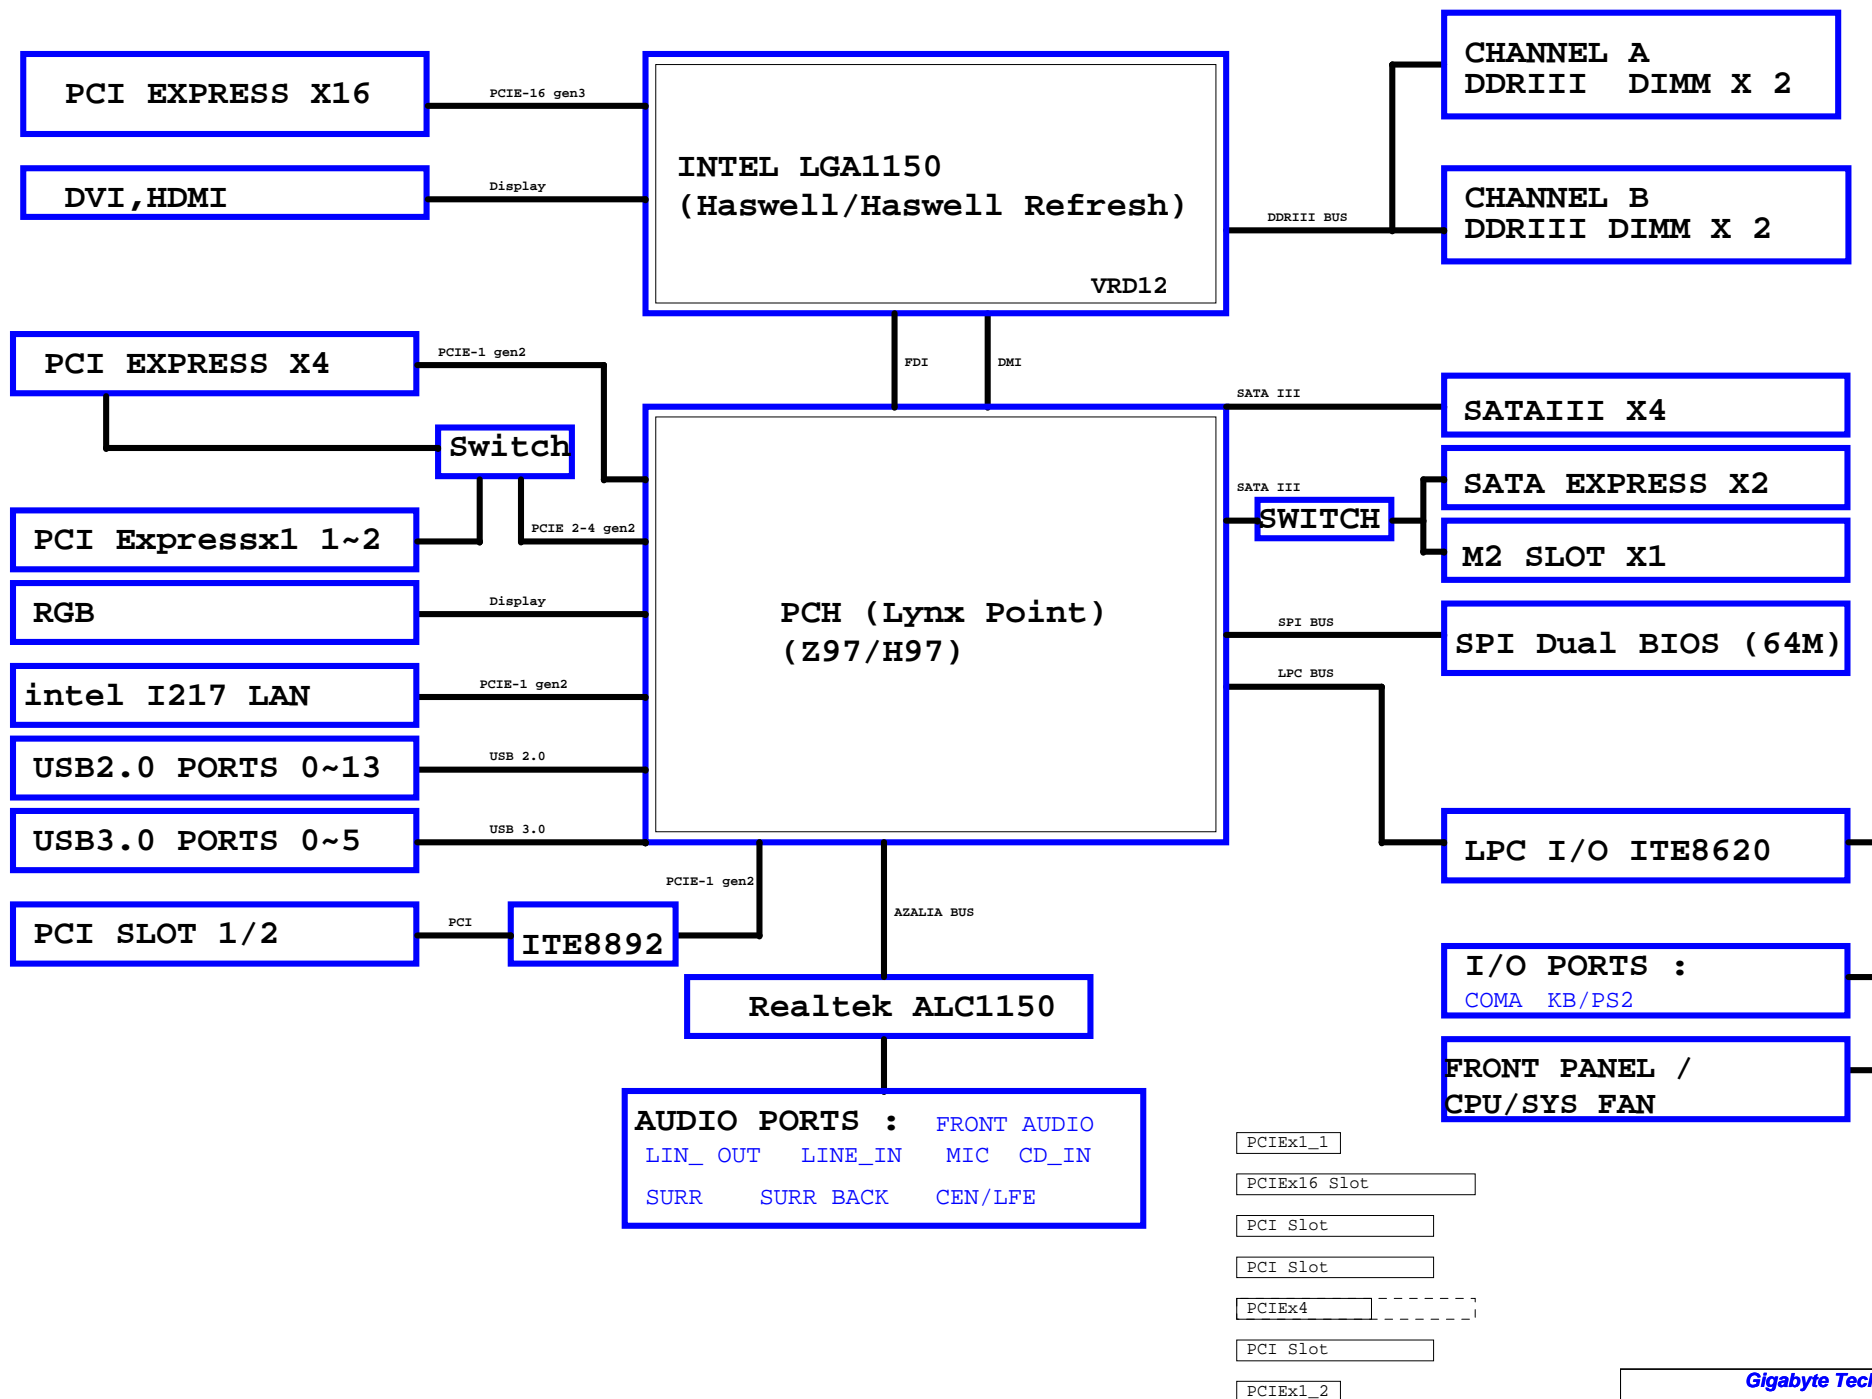 PCI EXPRESS X16
PCIE-16 gen3
DVI,HDMI
Display
INTEL LGA1150
(Haswell/Haswell Refresh)
VRD12
DDRIII BUS
CHANNEL A
DDRIII DIMM X 2
CHANNEL B
DDRIII DIMM X 2
FDI
DMI
PCI EXPRESS X4
PCIE-1 gen2
Switch
PCI Expressx1 1~2
PCIE 2-4 gen2
RGB
Display
intel I217 LAN
PCIE-1 gen2
USB2.0 PORTS 0~13
USB 2.0
USB3.0 PORTS 0~5
USB 3.0
PCI SLOT 1/2
PCI
ITE8892
PCIE-1 gen2
PCH (Lynx Point)
(Z97/H97)
SATA III
SATAIII X4
SATA III
SWITCH
SATA EXPRESS X2
M2 SLOT X1
SPI BUS
SPI Dual BIOS (64M)
LPC BUS
LPC I/O ITE8620
I/O PORTS :
COMA KB/PS2
FRONT PANEL /
CPU/SYS FAN
AZALIA BUS
Realtek ALC1150
AUDIO PORTS : FRONT AUDIO
LIN_ OUT LINE_IN MIC CD_IN
SURR SURR BACK CEN/LFE
PCIEx1_1
PCIEx16 Slot
PCI Slot
PCI Slot
PCIEx4
PCI Slot
PCIEx1_2
Gigabyte